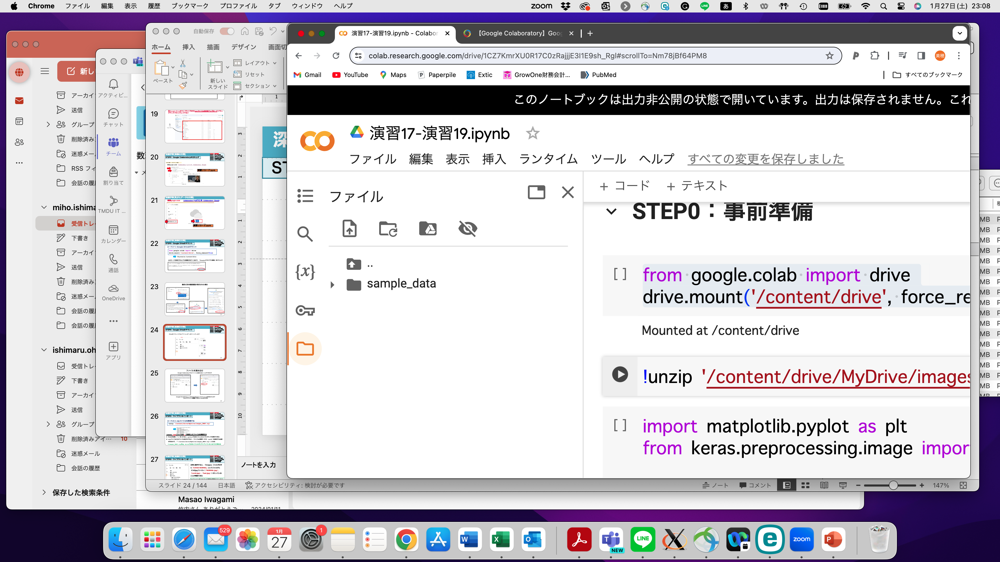 Chrome ファイル 編集 表示 履歴 ブックマーク プロファイル タブ ウィンドウ ヘルプ
zoom
LINE
あ
1月27日(土) 23:08
自動保存
演習17-演習19.ipynb - Colabor
【Google Colaboratory】Goo
colab.research.google.com/drive/1CZ7KmrXU0R17C0zRajjjE3I1E9sh_RgI#scrollTo=Nm78jBf64PM8
美穂
Gmail YouTube Maps Paperpile Extic GrowOne財務会計... PubMed
すべてのブックマーク
このノートブックは出力非公開の状態で開いています。出力は保存されません。これ
演習17-演習19.ipynb
ファイル 編集 表示 挿入 ランタイム ツール ヘルプ すべての変更を保存しました
ファイル
+ コード + テキスト
STEP0：事前準備
..
sample_data
{x}
[ ] from google.colab import drive
drive.mount('/content/drive', force_re
Mounted at /content/drive
!unzip '/content/drive/MyDrive/images
[ ] import matplotlib.pyplot as plt
from keras.preprocessing.image impor
ホーム 挿入 描画 デザイン 画面切
ペースト
新しい
スライド
レイアウト
リセット
セクション
19
20
21
22
23
24
25
26
27
深
ST
ノートを入力
スライド 24 / 144 日本語 アクセシビリティ: 検討が必要です
ノート コメント 147%
NEW
アクティビ...
チャット
チーム
割り当て
TMDU IT ...
カレンダー
通話
OneDrive
アプリ
数
新し
アーカイ
送信
グループ
削除済み
迷惑メー
RSS フィ
会話の履
miho.ishima
受信トレ
下書き
アーカイ
送信
削除済み
迷惑メー
会話の履
会話の履
ishimaru.oh
受信トレ
下書き
アーカイ
送信
グループ
削除済みアイ… 10
迷惑メール
会話の履歴
保存した検索条件
Masao Iwagami
529
1月
27
1
NEW
LINE
zoom